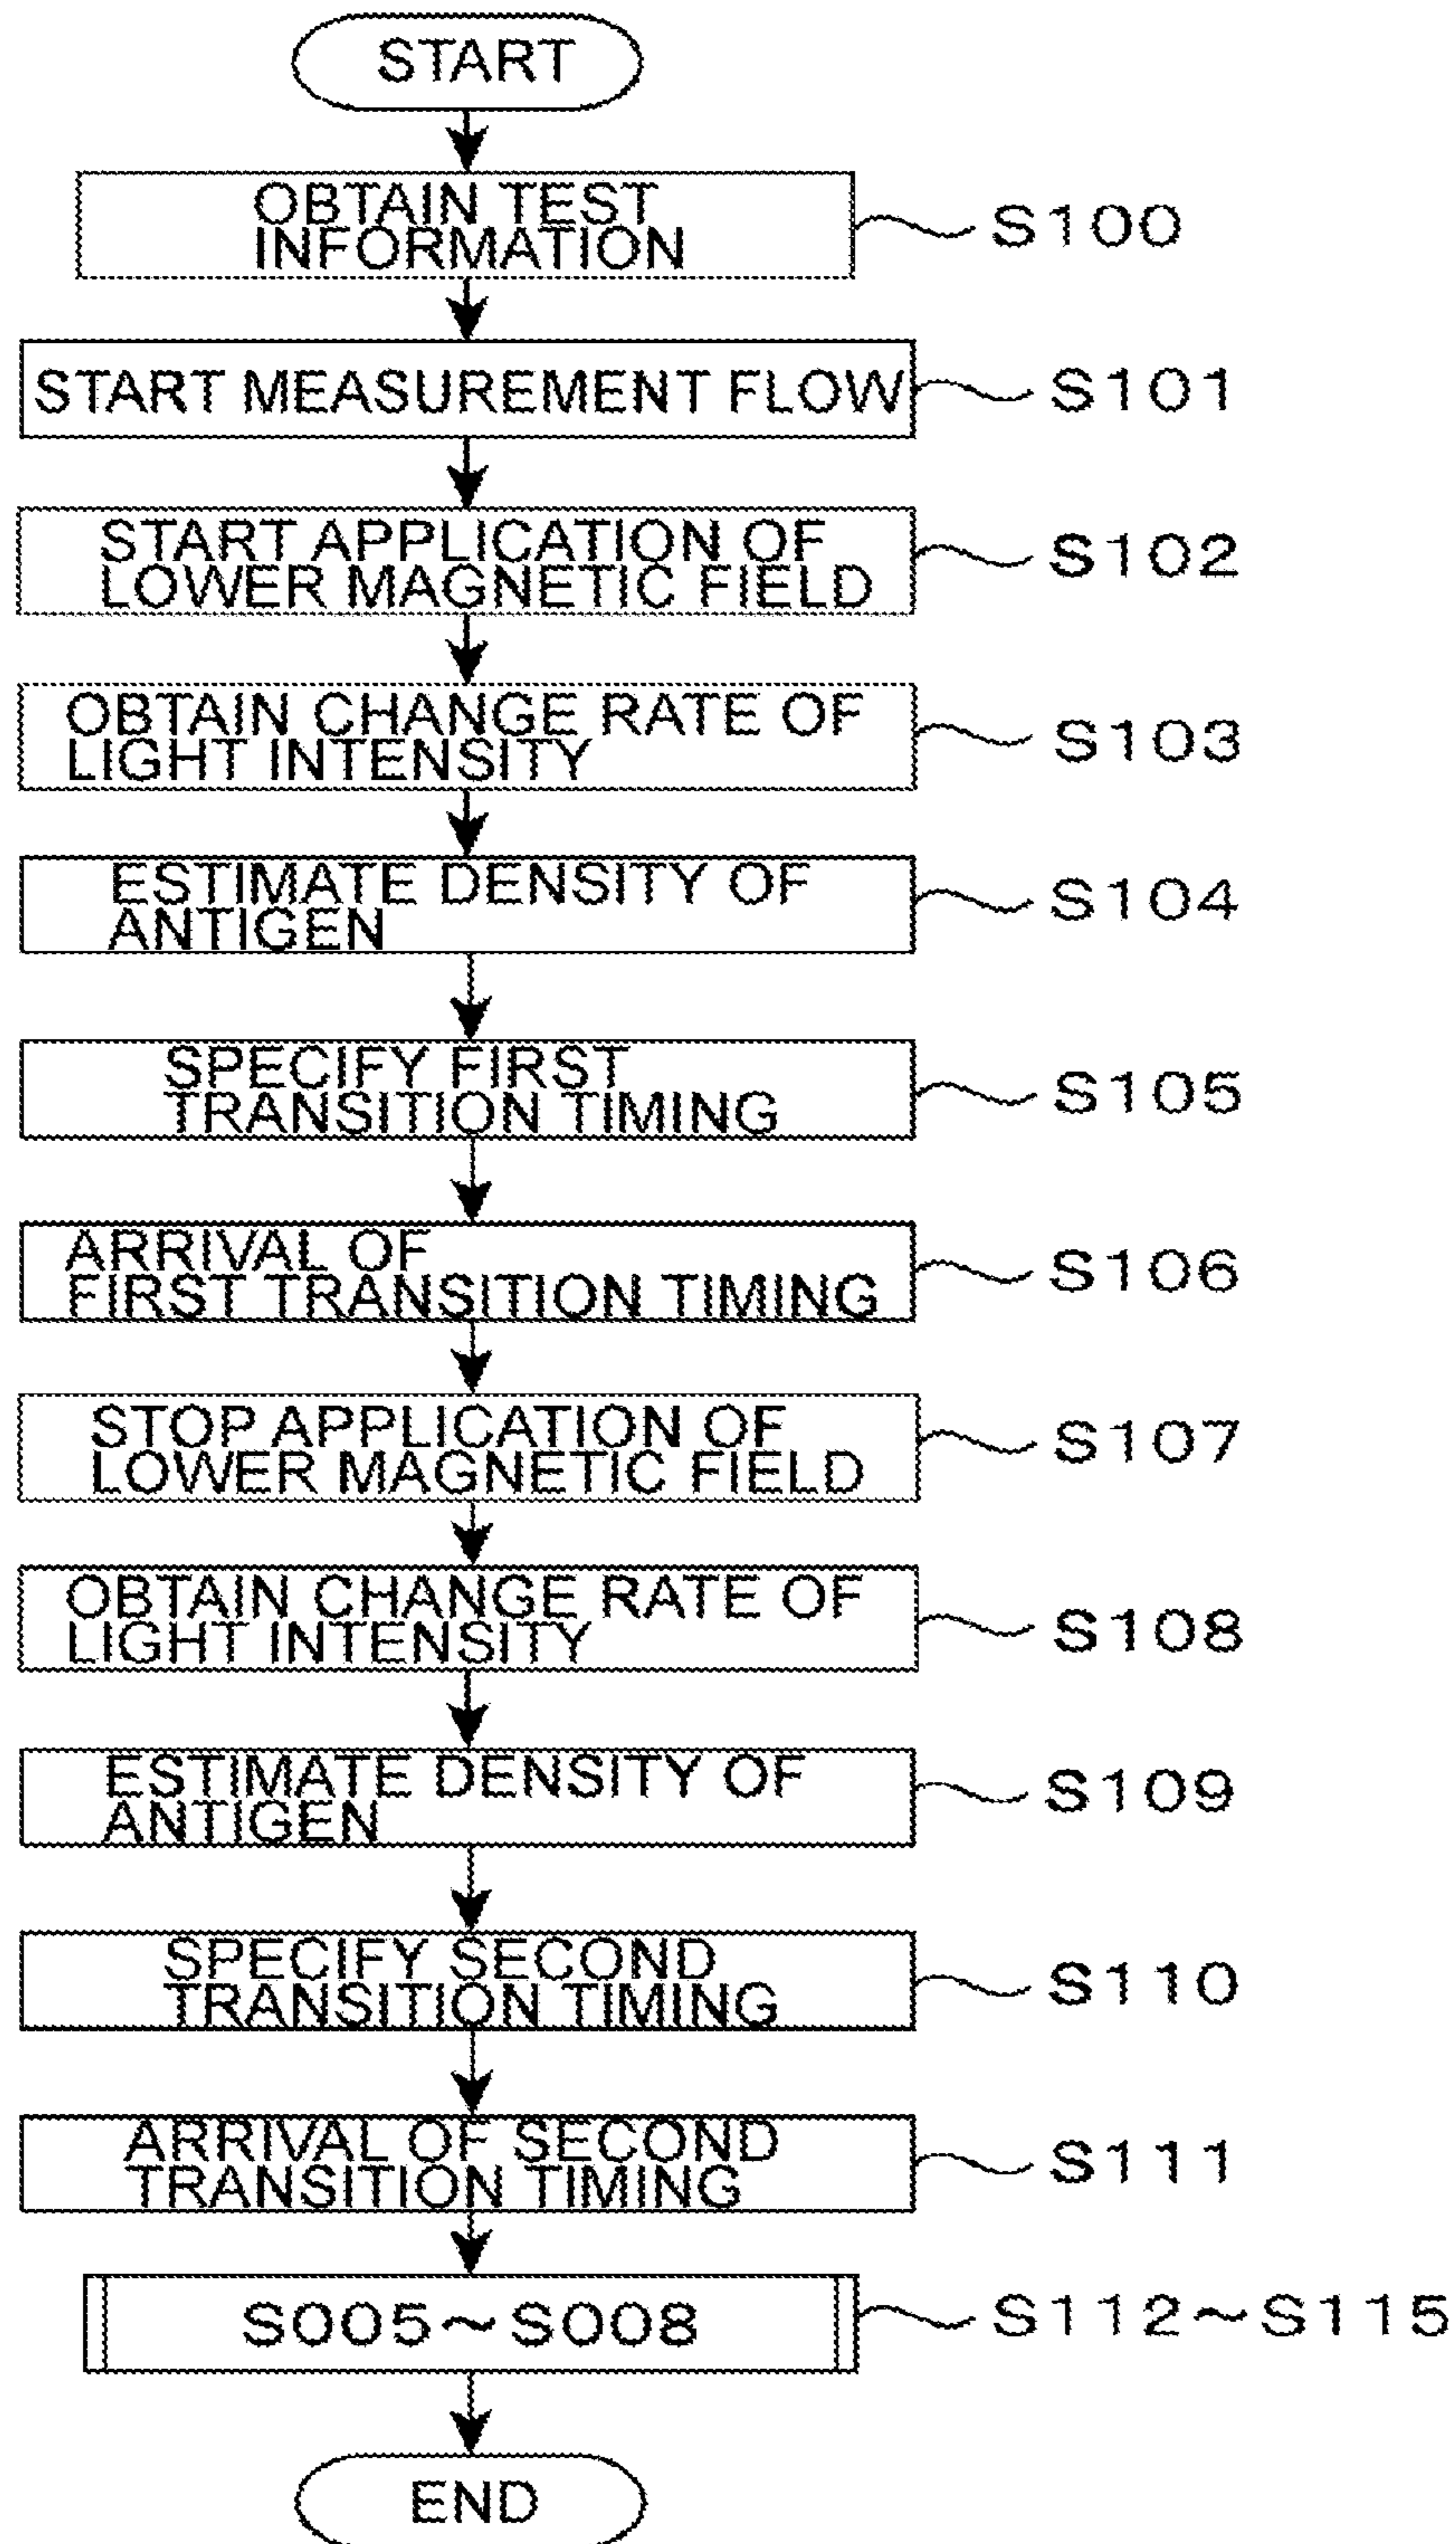 START
OBTAIN TEST
INFORMATION
S100
START MEASUREMENT FLOW
S101
START APPLICATION OF
LOWER MAGNETIC FIELD
S102
OBTAIN CHANGE RATE OF
LIGHT INTENSITY
S103
ESTIMATE DENSITY OF
ANTIGEN
S104
SPECIFY FIRST
TRANSITION TIMING
S105
ARRIVAL OF
FIRST TRANSITION TIMING
S106
STOP APPLICATION OF
LOWER MAGNETIC FIELD
S107
OBTAIN CHANGE RATE OF
LIGHT INTENSITY
S108
ESTIMATE DENSITY OF
ANTIGEN
S109
SPECIFY SECOND
TRANSITION TIMING
S110
ARRIVAL OF SECOND
TRANSITION TIMING
S111
S005~S008
S112~S115
END